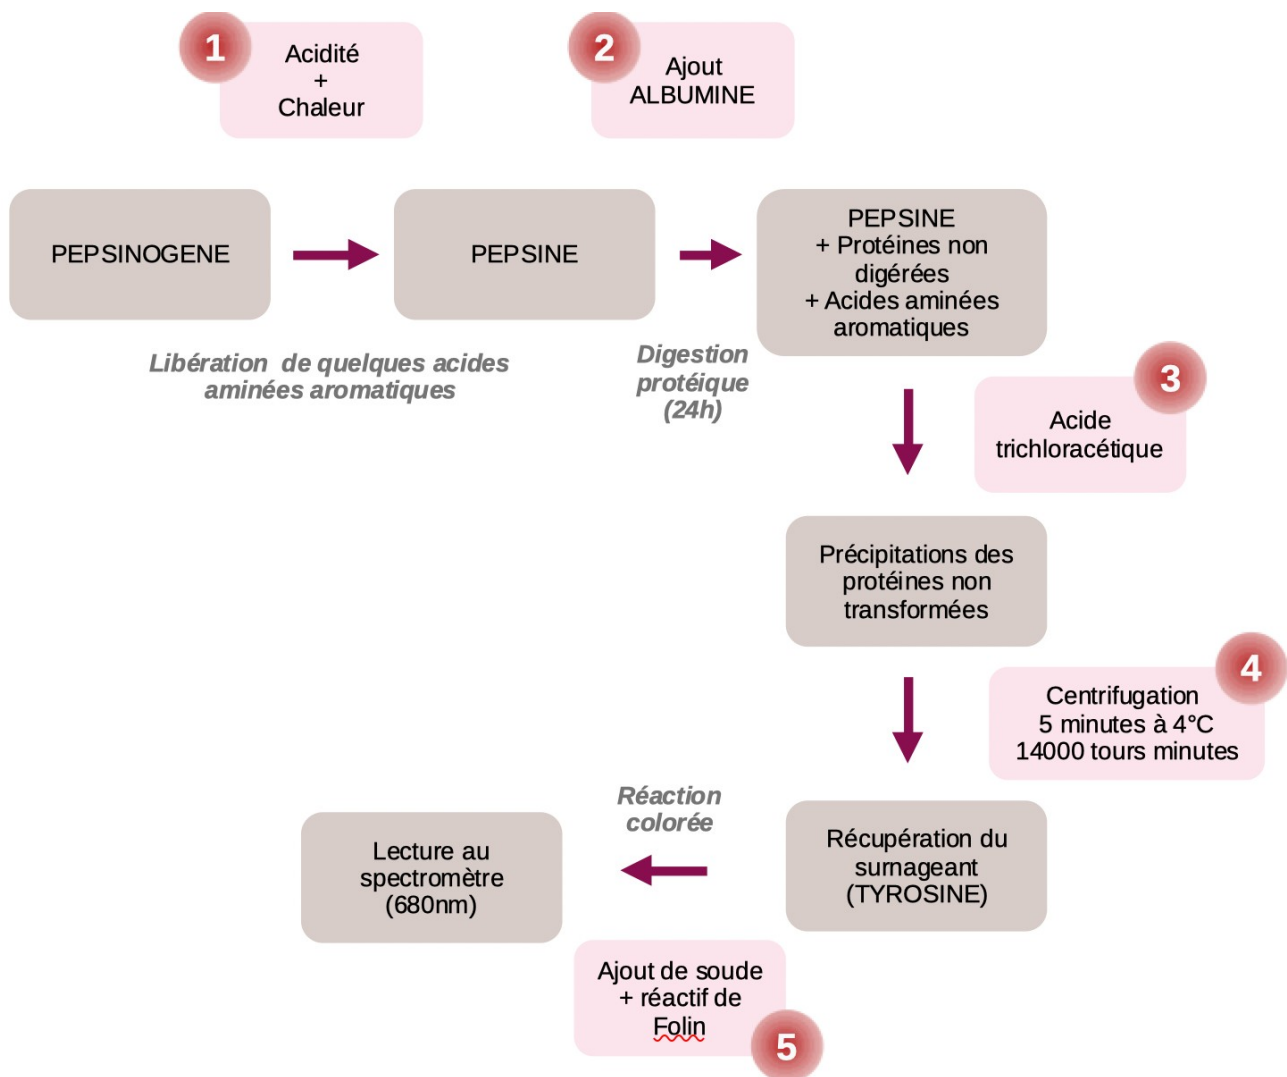 1
Acidité
+
Chaleur
2
Ajout
ALBUMINE
PEPSINOGENE
PEPSINE
PEPSINE
+ Protéines non
digérées
+ Acides aminées
aromatiques
Libération  de quelques acides
aminées aromatiques
Digestion
protéique
(24h)
3
Acide
trichloracétique
Précipitations des
protéines non
transformées
4
Centrifugation
5 minutes à 4°C
14000 tours minutes
Récupération du
surnageant
(TYROSINE)
Réaction
colorée
Lecture au
spectromètre
(680nm)
Ajout de soude
+ réactif de
Folin
5